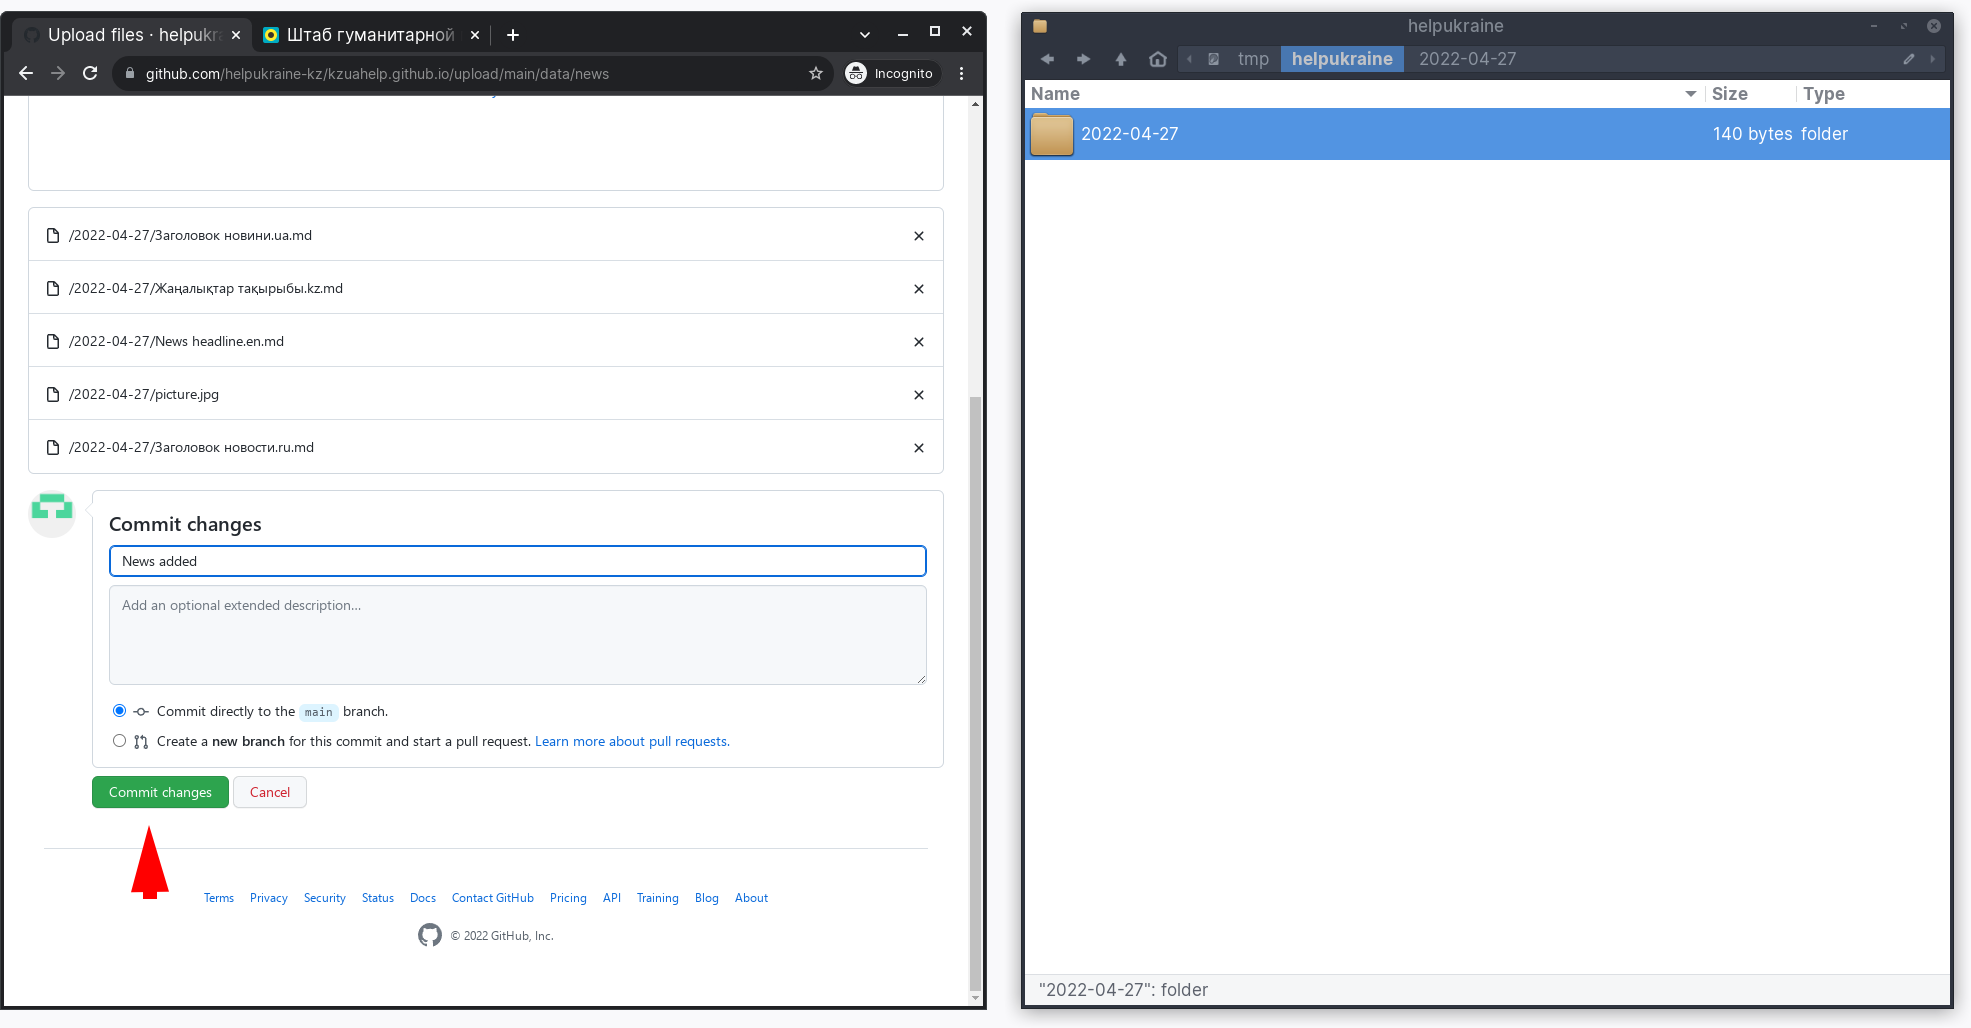 Upload files · helpukra
Штаб гуманитарной
github.com/helpukraine-kz/kzuahelp.github.io/upload/main/data/news
Incognito
/2022-04-27/Заголовок новини.ua.md
/2022-04-27/Жаңалықтар тақырыбы.kz.md
/2022-04-27/News headline.en.md
/2022-04-27/picture.jpg
/2022-04-27/Заголовок новости.ru.md
Commit changes
News added
Add an optional extended description...
Commit directly to the main branch.
Create a new branch for this commit and start a pull request. Learn more about pull requests.
Commit changes Cancel
Terms Privacy Security Status Docs Contact GitHub Pricing API Training Blog About
© 2022 GitHub, Inc.
helpukraine
tmp helpukraine 2022-04-27
Name Size Type
2022-04-27 140 bytes folder
"2022-04-27": folder